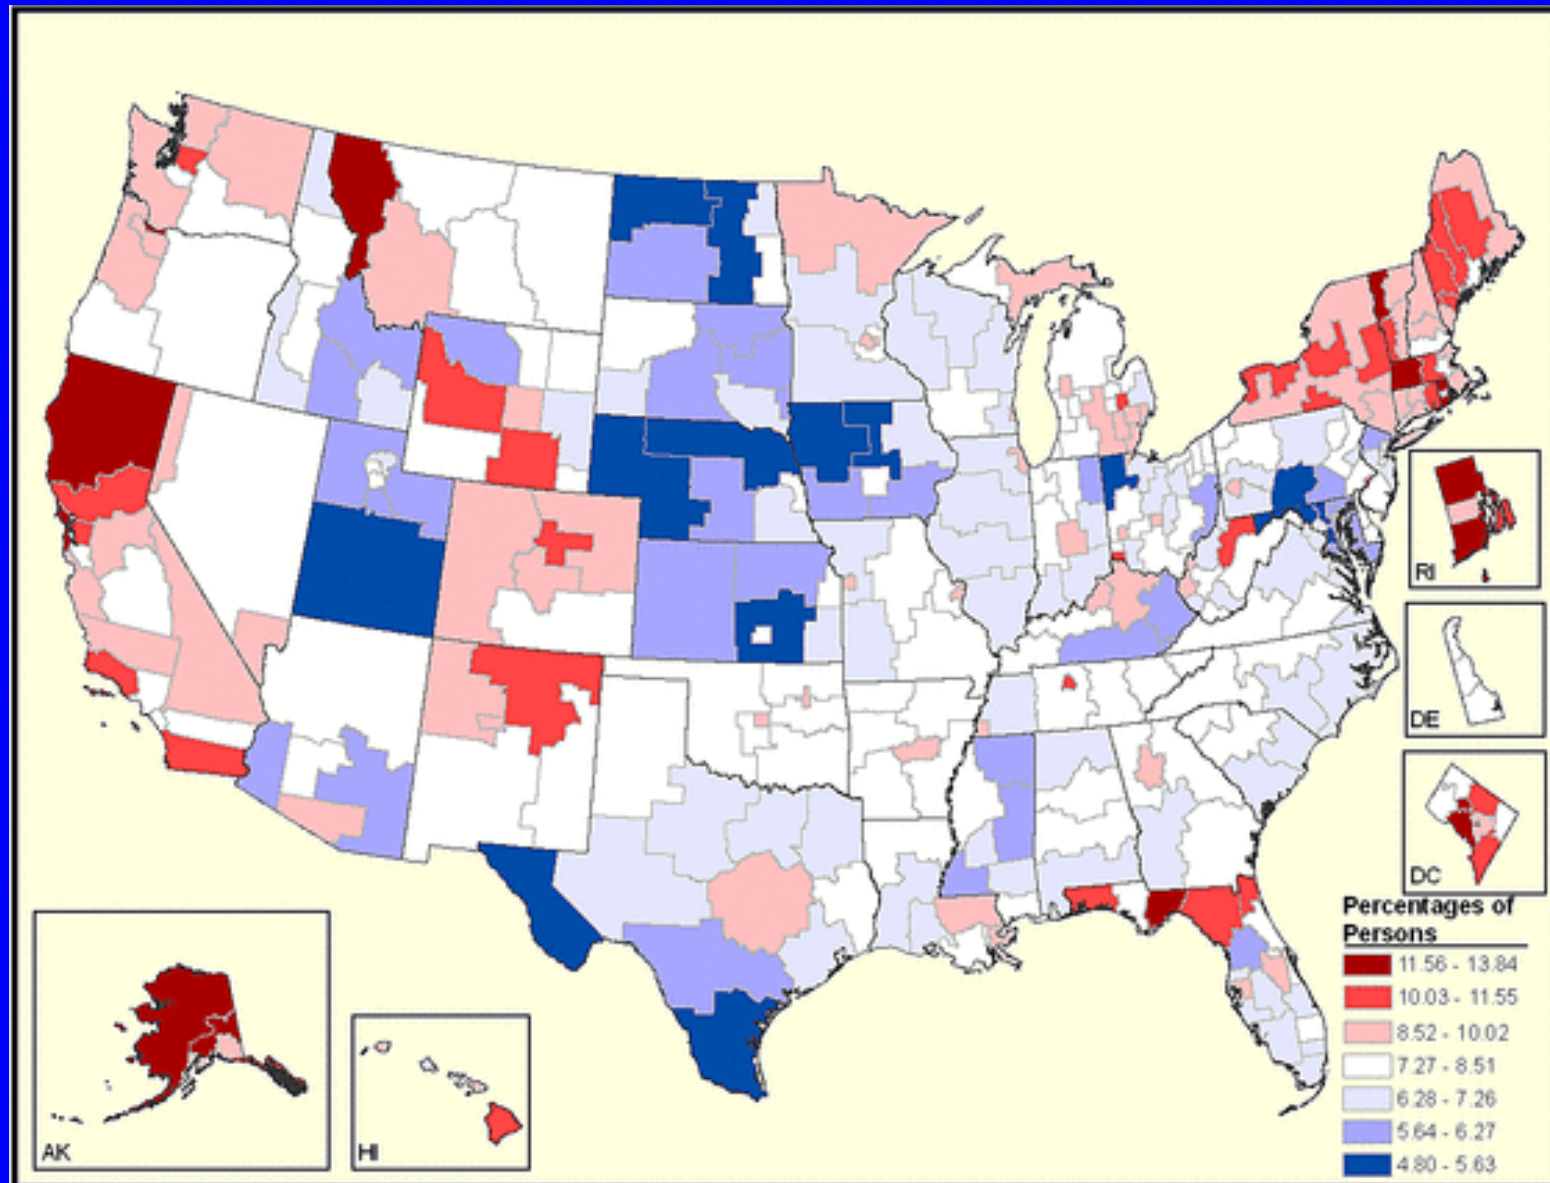 RI
DE
DC
AK
HI
Percentages of
Persons
11.56 - 13.84
10.03 - 11.55
8.52 - 10.02
7.27 - 8.51
6.28 - 7.26
5.64 - 6.27
4.80 - 5.63